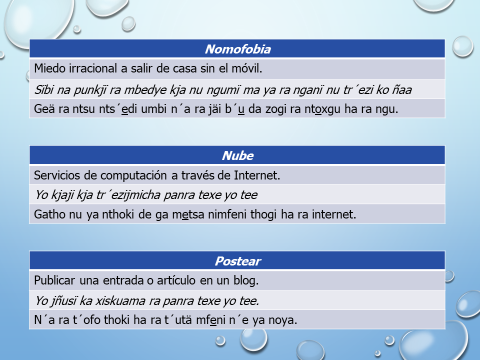 Nomofobia
Miedo irracional a salir de casa sin el móvil.
Sïbi na punkjï ra mbedye kja nu ngumï ma ya ra nganï nu tr´ezi ko ñaa
Geä ra ntsu nts´e̲di umbi n´a ra jäi b´u̲ da zogi ra nto̲xgu ha ra ngu.
Nube
Servicios de computación a través de Internet.
Yo kjaji kja tr´ezijmicha panra texe yo tee
Gatho nu ya nthoki de ga me̲tsa nimfeni thogi ha ra internet.
Postear
Publicar una entrada o artículo en un blog.
Yo jñusi ka xiskuama ra panra texe yo tee.
N´a ra t´ofo thoki ha ra t´utä mfe̲ni n´e ya noya.